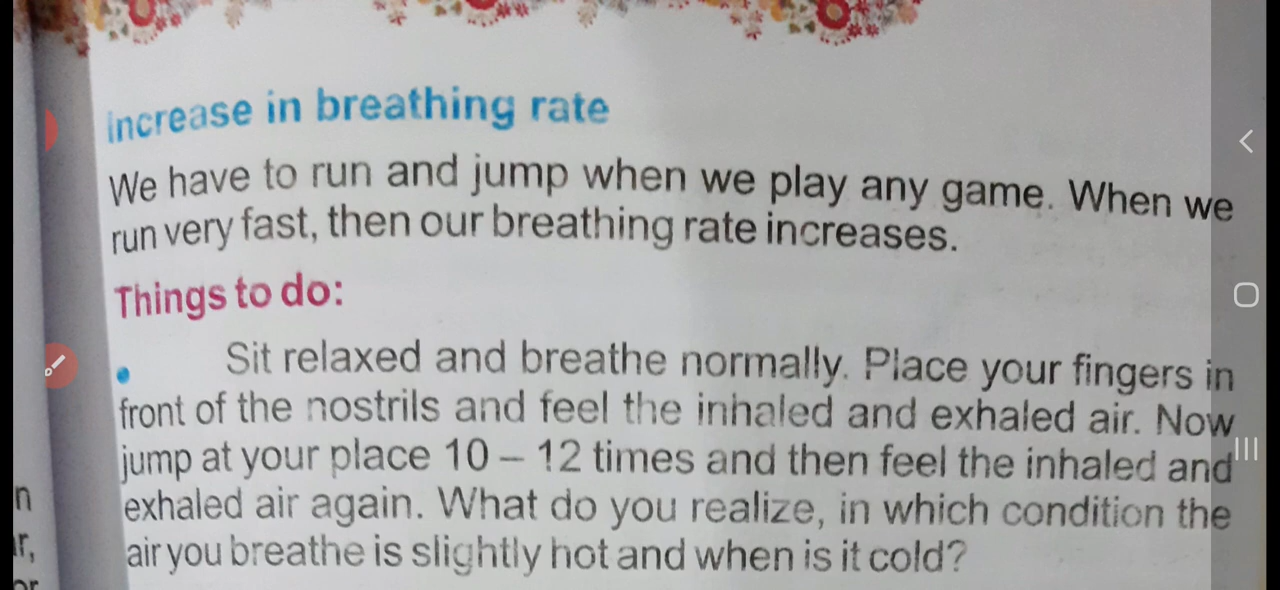 Increase in breathing rate
We have to run and jump when we play any game. When we
run very fast, then our breathing rate increases.
Things to do:
• Sit relaxed and breathe normally. Place your fingers in
front of the nostrils and feel the inhaled and exhaled air. Now
jump at your place 10 – 12 times and then feel the inhaled and
exhaled air again. What do you realize, in which condition the
air you breathe is slightly hot and when is it cold?